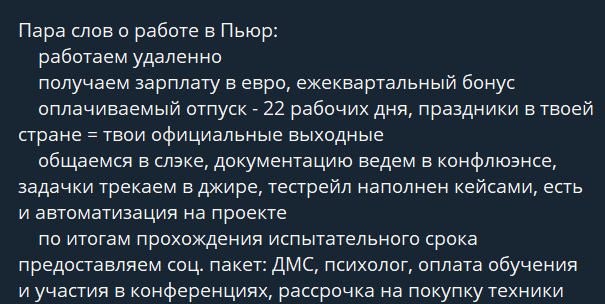 Пара слов о работе в Пьюр:
работаем удаленно
получаем зарплату в евро, ежеквартальный бонус
оплачиваемый отпуск - 22 рабочих дня, праздники в твоей
стране = твои официальные выходные
общаемся в слэке, документацию ведем в конфлюэнсе,
задачки трекаем в джире, тестрейл наполнен кейсами, есть
и автоматизация на проекте
по итогам прохождения испытательного срока
предоставляем соц. пакет: ДМС, психолог, оплата обучения
и участия в конференциях, рассрочка на покупку техники